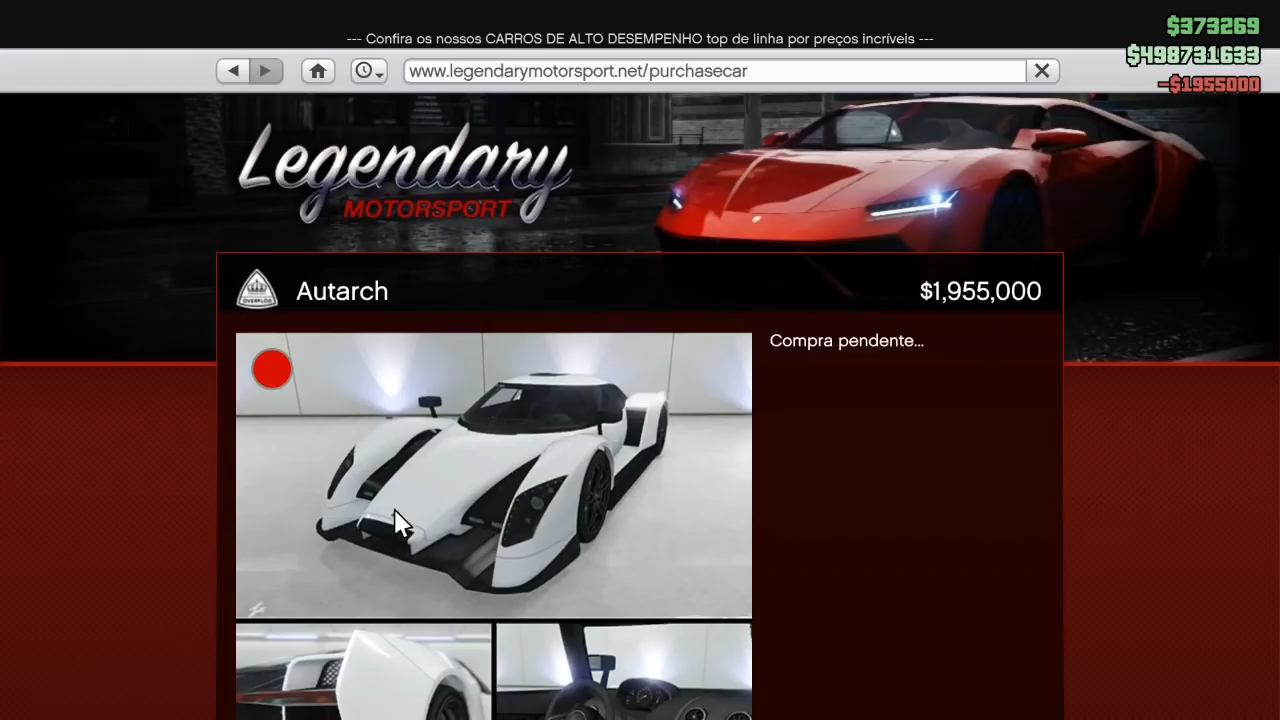 $373269
--- Confira os nossos CARROS DE ALTO DESEMPENHO top de linha por preços incríveis ---
$498731633
www.legendarymotorsport.net/purchasecar
-$1955000
Legendary
MOTORSPORT
OVERFLOD
Autarch
$1,955,000
Compra pendente...